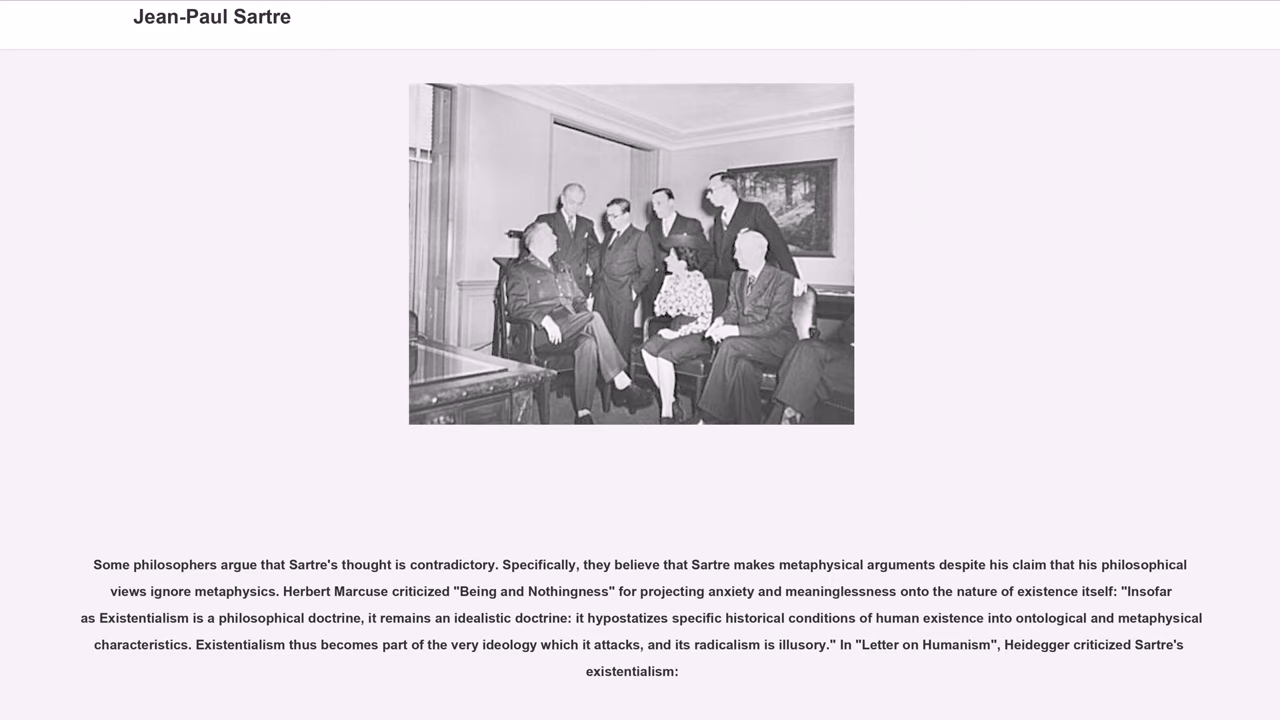 Jean-Paul Sartre
Some philosophers argue that Sartre's thought is contradictory. Specifically, they believe that Sartre makes metaphysical arguments despite his claim that his philosophical
views ignore metaphysics. Herbert Marcuse criticized "Being and Nothingness" for projecting anxiety and meaninglessness onto the nature of existence itself: "Insofar
as Existentialism is a philosophical doctrine, it remains an idealistic doctrine: it hypostatizes specific historical conditions of human existence into ontological and metaphysical
characteristics. Existentialism thus becomes part of the very ideology which it attacks, and its radicalism is illusory." In "Letter on Humanism", Heidegger criticized Sartre's
existentialism: